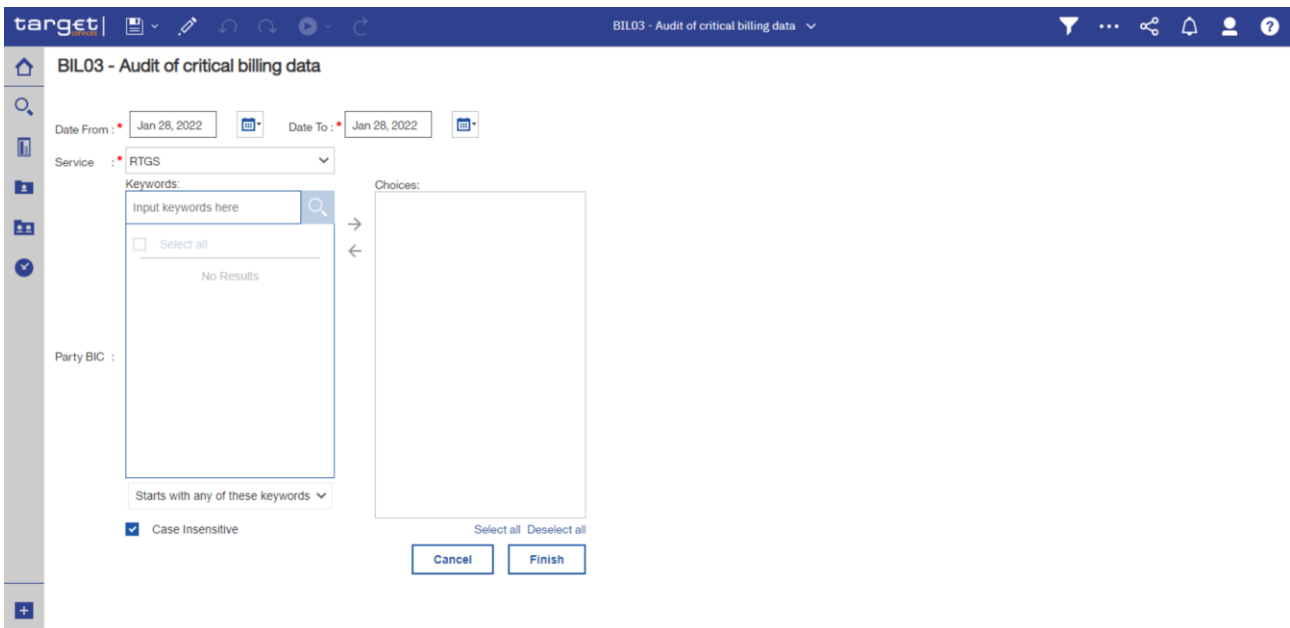 target| BIL03 - Audit of critical billing data
services
BIL03 - Audit of critical billing data
Date From : * Jan 28, 2022 Date To : * Jan 28, 2022
Service : * RTGS
Keywords: Choices:
Input keywords here
Select all
No Results
Party BIC :
Starts with any of these keywords
Case Insensitive Select all Deselect all
Cancel Finish